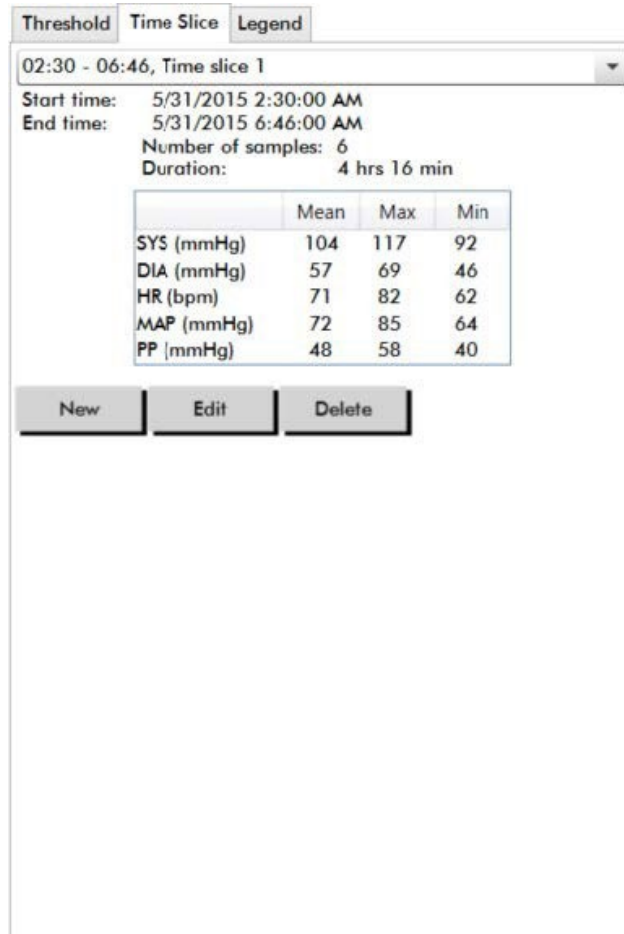 Threshold Time Slice Legend
02:30 - 06:46, Time slice 1
Start time: 5/31/2015 2:30:00 AM
End time: 5/31/2015 6:46:00 AM
Number of samples: 6
Duration: 4 hrs 16 min
Mean Max Min
SYS (mmHg) 104 117 92
DIA (mmHg) 57 69 46
HR (bpm) 71 82 62
MAP (mmHg) 72 85 64
PP (mmHg) 48 58 40
New Edit Delete